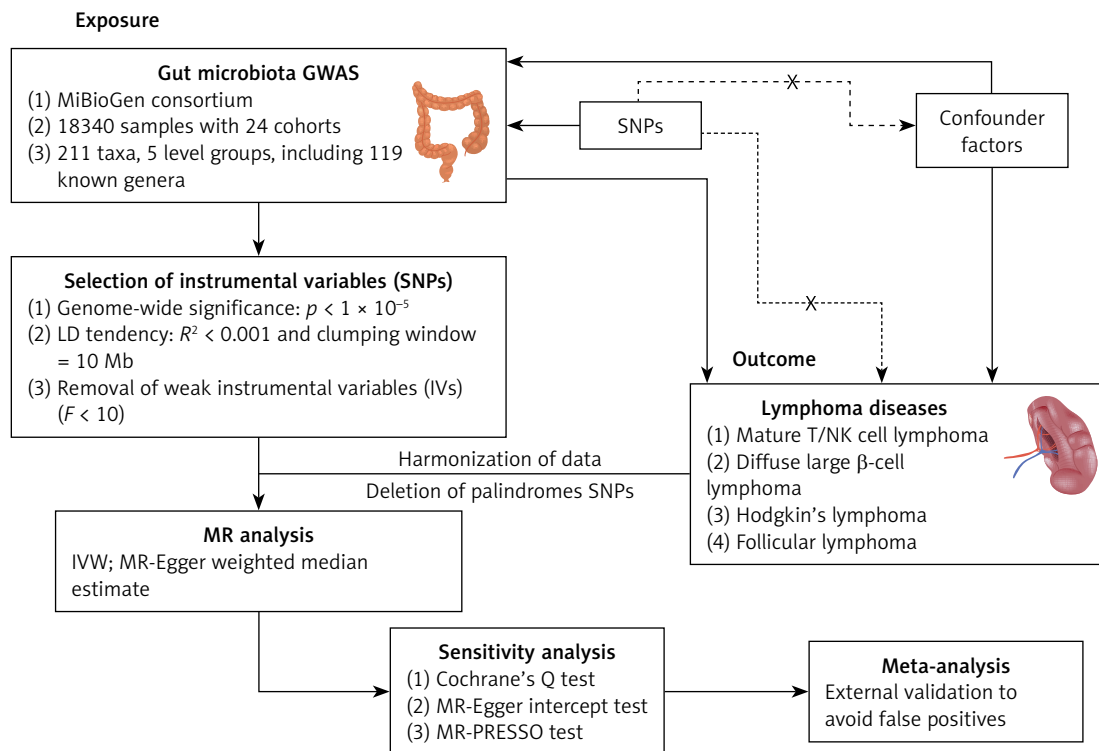 Exposure
Gut microbiota GWAS
(1) MiBioGen consortium
(2) 18340 samples with 24 cohorts
(3) 211 taxa, 5 level groups, including 119
known genera
SNPs
X
Confounder
factors
Selection of instrumental variables (SNPs)
(1) Genome-wide significance: p < 1 × 10⁻⁵
(2) LD tendency: R² < 0.001 and clumping window
= 10 Mb
(3) Removal of weak instrumental variables (IVs)
(F < 10)
X
Outcome
Lymphoma diseases
(1) Mature T/NK cell lymphoma
(2) Diffuse large β-cell
lymphoma
(3) Hodgkin's lymphoma
(4) Follicular lymphoma
Harmonization of data
Deletion of palindromes SNPs
MR analysis
IVW; MR-Egger weighted median
estimate
Sensitivity analysis
(1) Cochrane's Q test
(2) MR-Egger intercept test
(3) MR-PRESSO test
Meta-analysis
External validation to
avoid false positives